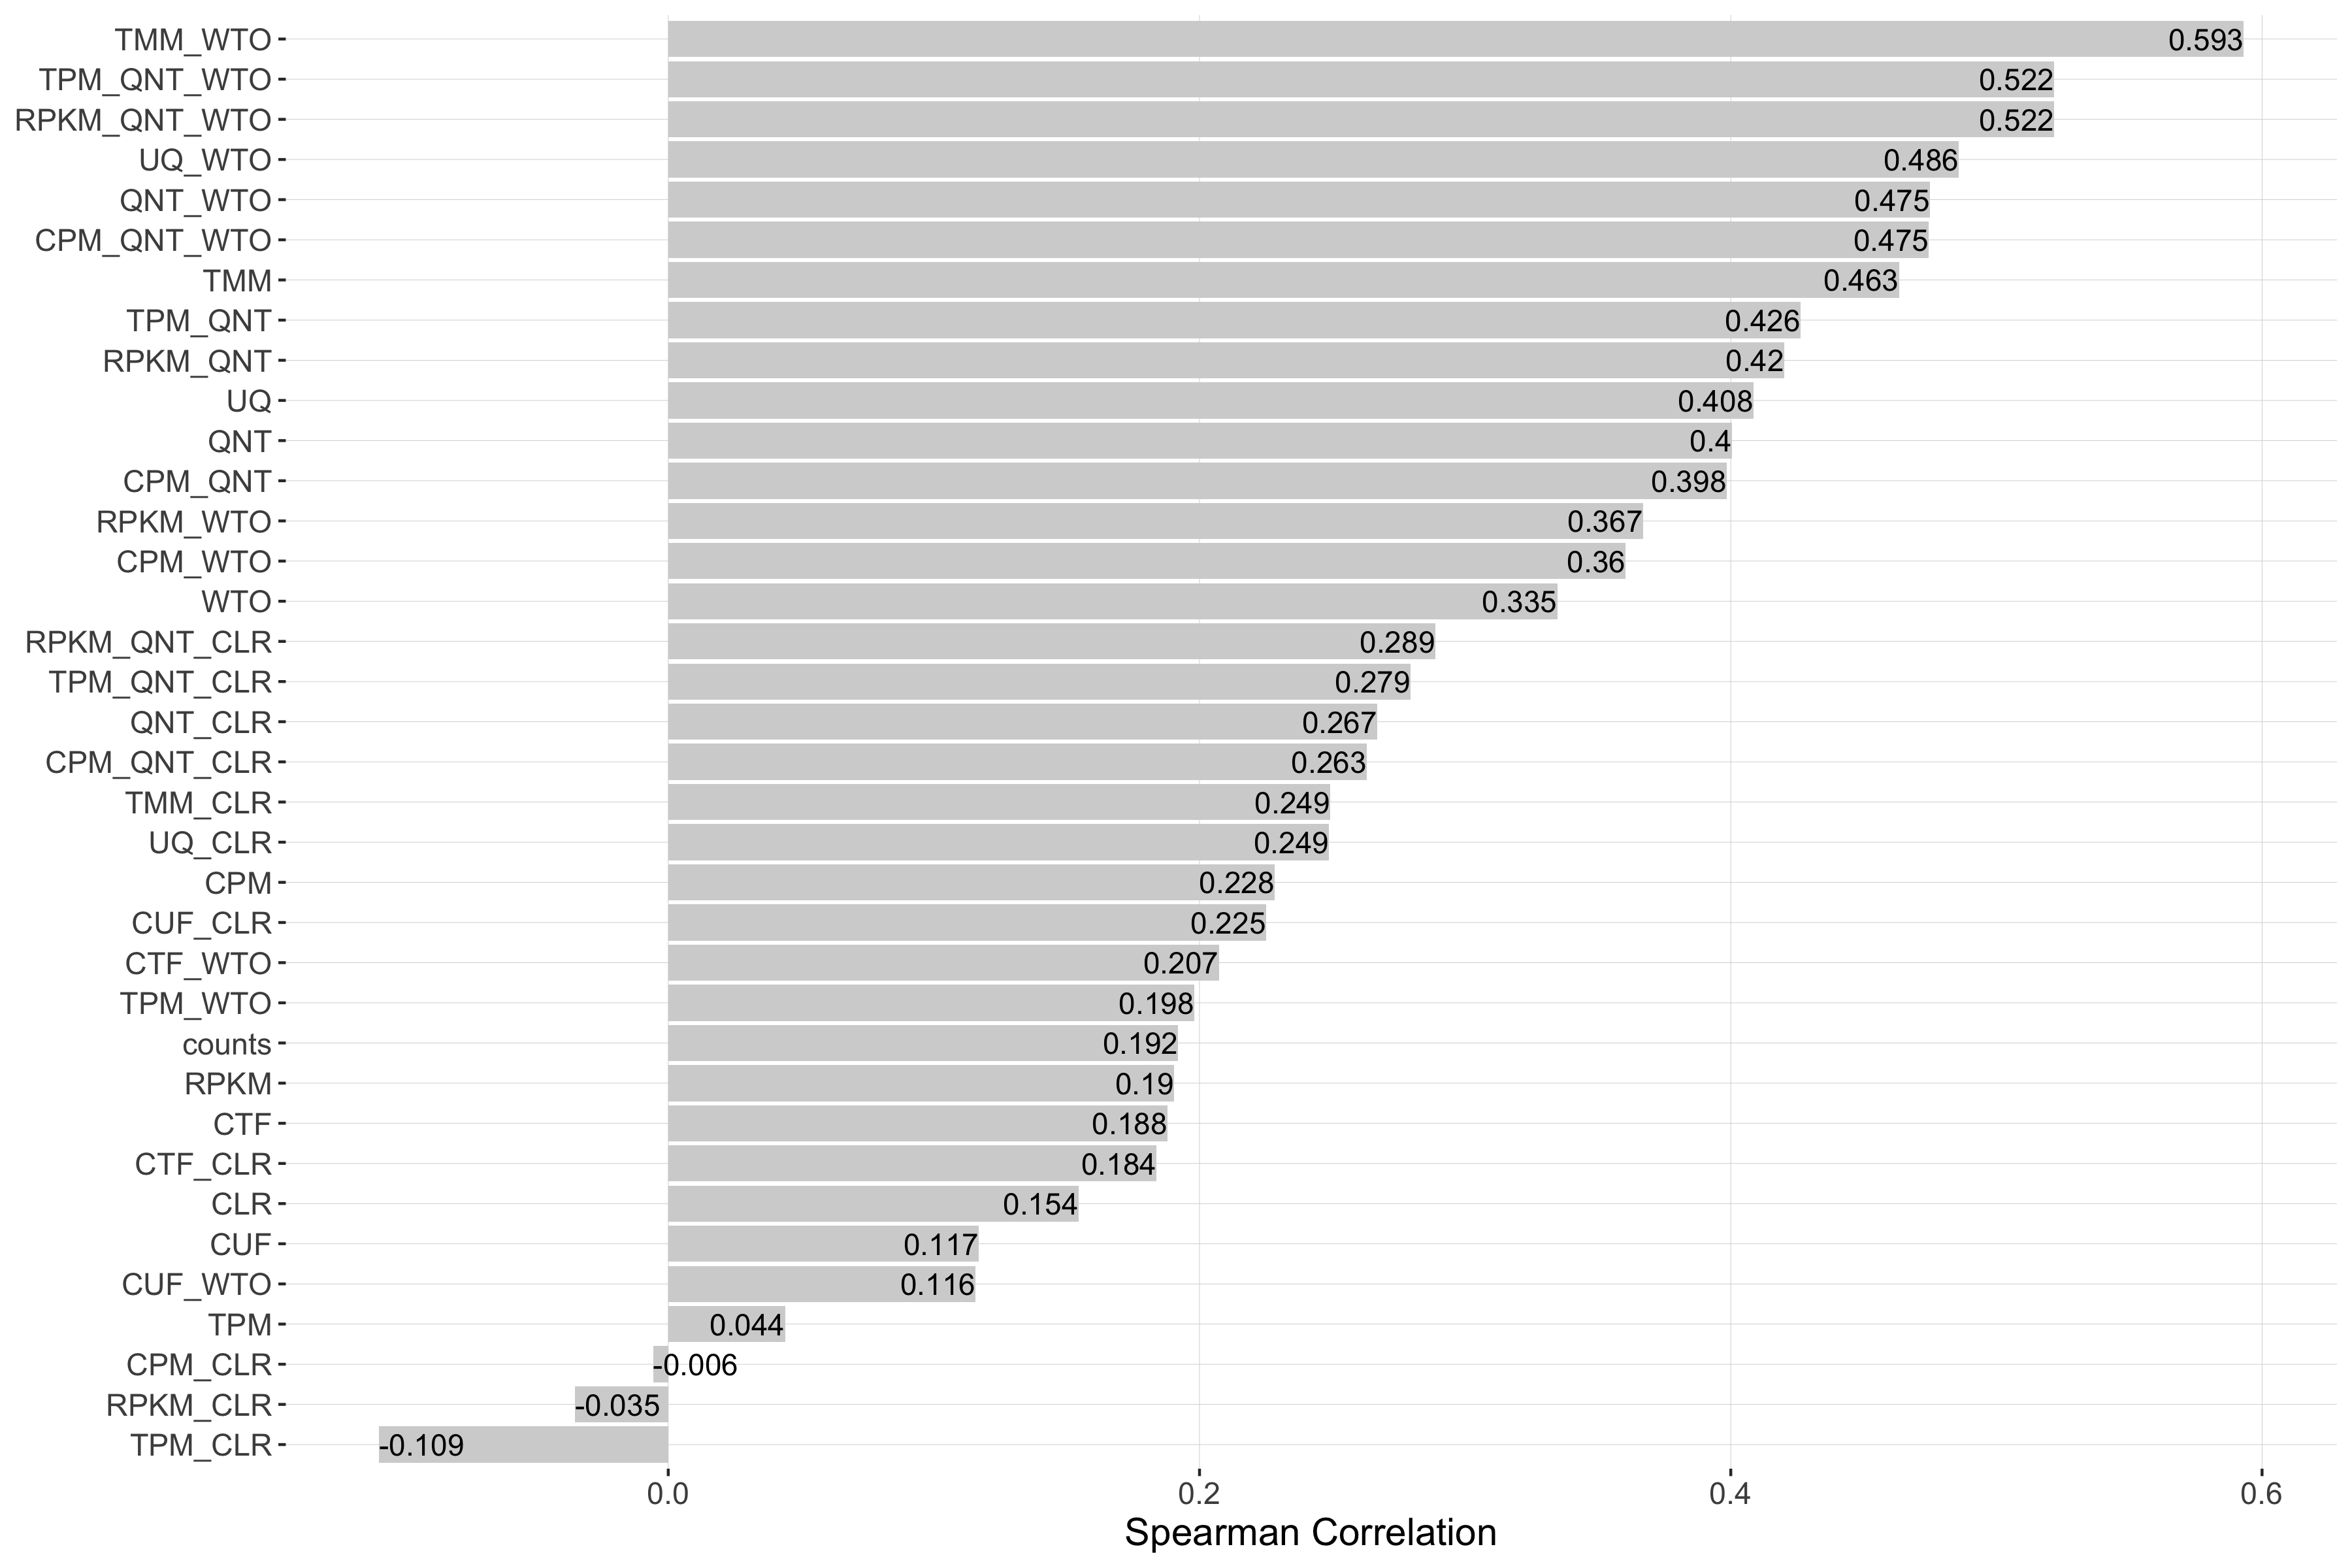 TMM_WTO 0.593
TPM_QNT_WTO 0.522
RPKM_QNT_WTO 0.522
UQ_WTO 0.486
QNT_WTO 0.475
CPM_QNT_WTO 0.475
TMM 0.463
TPM_QNT 0.426
RPKM_QNT 0.42
UQ 0.408
QNT 0.4
CPM_QNT 0.398
RPKM_WTO 0.367
CPM_WTO 0.36
WTO 0.335
RPKM_QNT_CLR 0.289
TPM_QNT_CLR 0.279
QNT_CLR 0.267
CPM_QNT_CLR 0.263
TMM_CLR 0.249
UQ_CLR 0.249
CPM 0.228
CUF_CLR 0.225
CTF_WTO 0.207
TPM_WTO 0.198
counts 0.192
RPKM 0.19
CTF 0.188
CTF_CLR 0.184
CLR 0.154
CUF 0.117
CUF_WTO 0.116
TPM 0.044
CPM_CLR -0.006
RPKM_CLR -0.035
TPM_CLR -0.109
0.0 0.2 0.4 0.6
Spearman Correlation